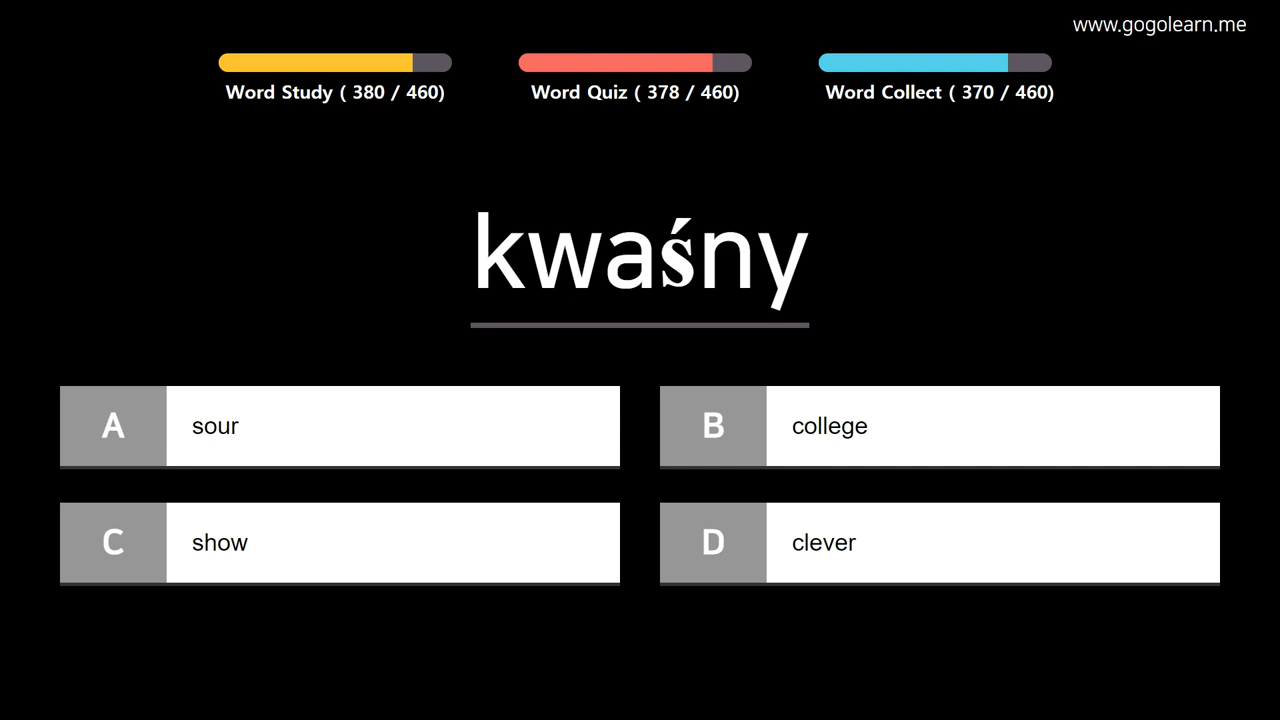 www.gogolearn.me
Word Study ( 380 / 460)
Word Quiz ( 378 / 460)
Word Collect ( 370 / 460)
kwaśny
A sour
B college
C show
D clever